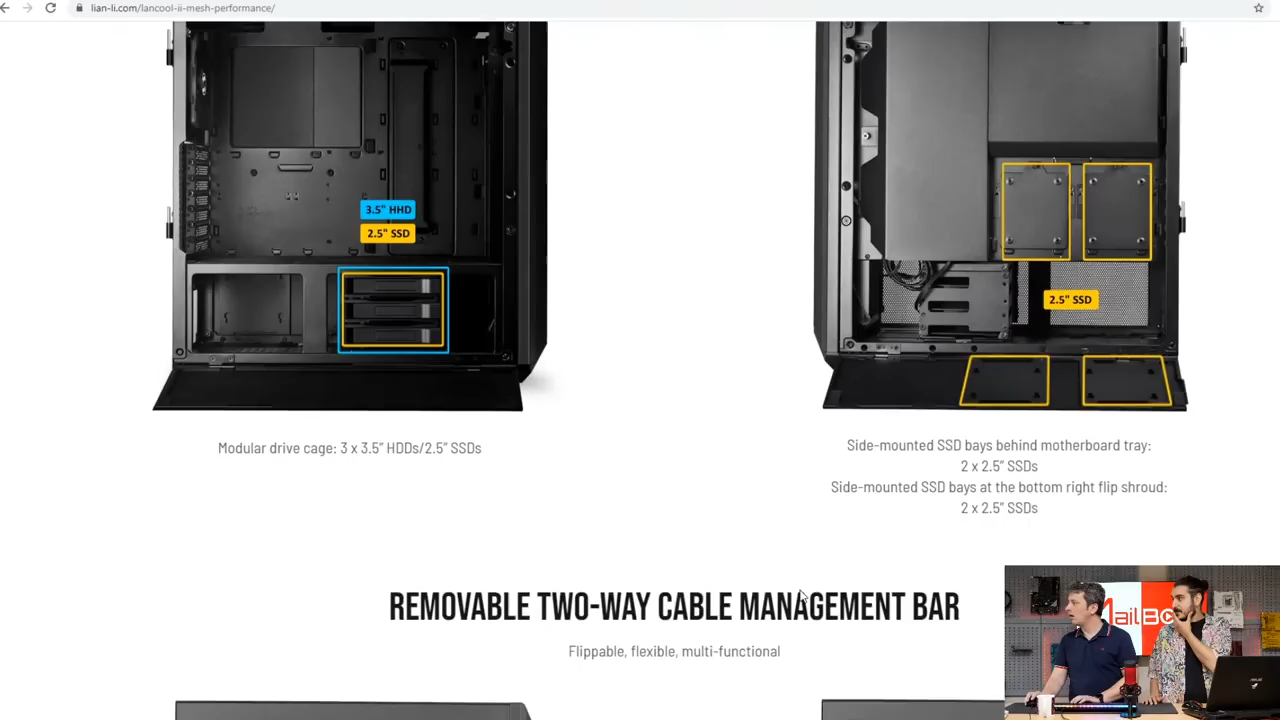 lian-li.com/lancool-ii-mesh-performance/
3.5" HHD
2.5" SSD
2.5" SSD
Modular drive cage: 3 x 3.5” HDDs/2.5” SSDs
Side-mounted SSD bays behind motherboard tray:
2 x 2.5” SSDs
Side-mounted SSD bays at the bottom right flip shroud:
2 x 2.5” SSDs
REMOVABLE TWO-WAY CABLE MANAGEMENT BAR
Flippable, flexible, multi-functional